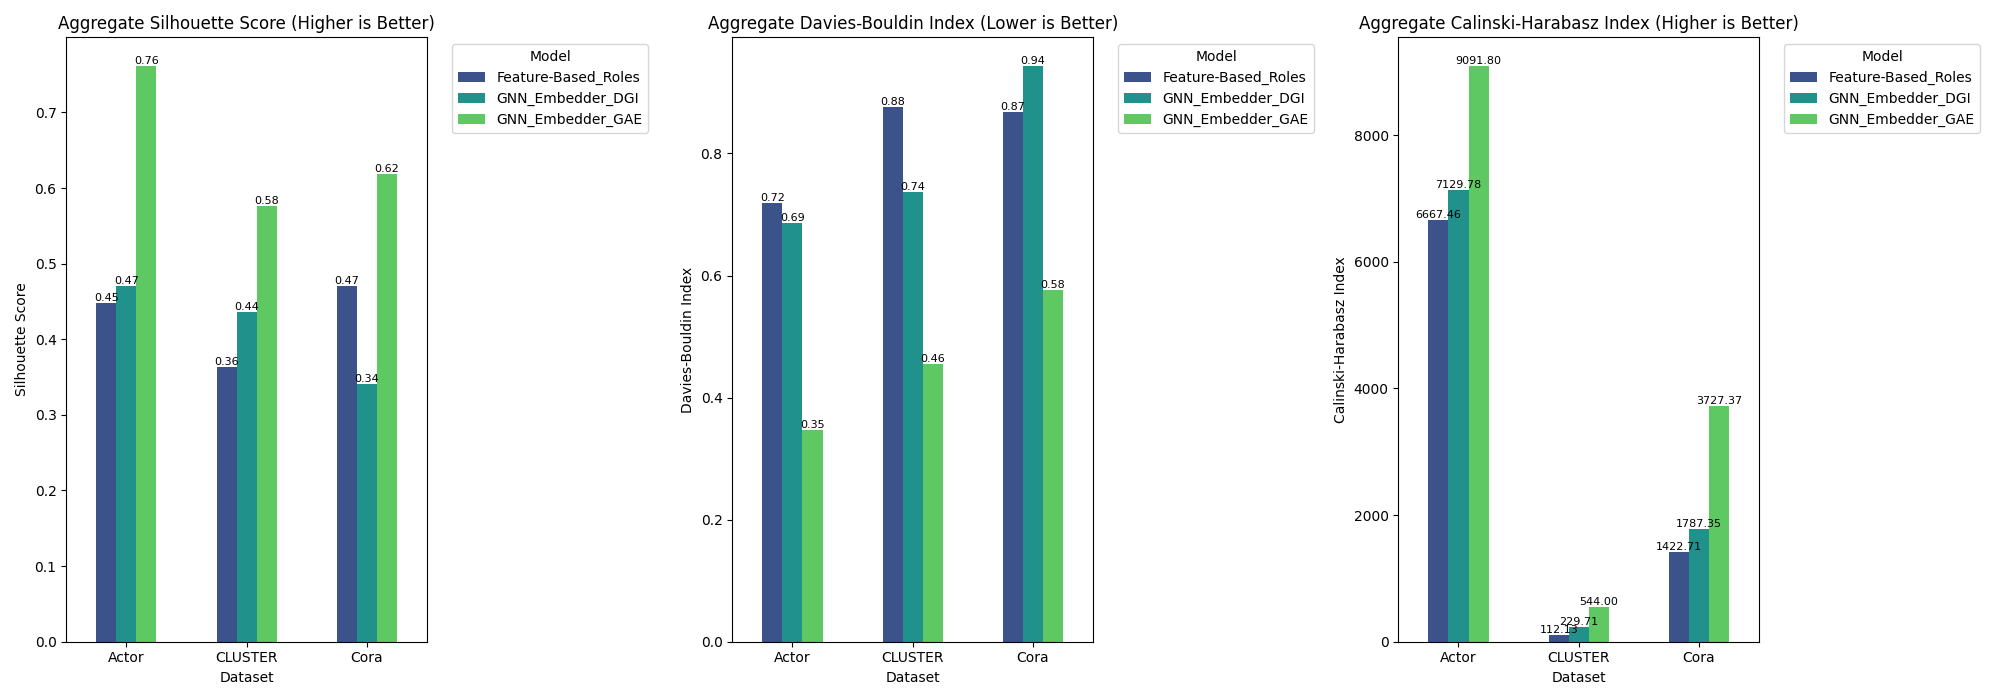 Aggregate Silhouette Score (Higher is Better)
Silhouette Score
0.7
0.6
0.5
0.4
0.3
0.2
0.1
0.0
0.45
0.47
0.76
0.36
0.44
0.58
0.47
0.34
0.62
Actor
CLUSTER
Cora
Dataset
Model
Feature-Based_Roles
GNN_Embedder_DGI
GNN_Embedder_GAE
Aggregate Davies-Bouldin Index (Lower is Better)
Davies-Bouldin Index
0.8
0.6
0.4
0.2
0.0
0.72
0.69
0.35
0.88
0.74
0.46
0.87
0.94
0.58
Actor
CLUSTER
Cora
Dataset
Model
Feature-Based_Roles
GNN_Embedder_DGI
GNN_Embedder_GAE
Aggregate Calinski-Harabasz Index (Higher is Better)
Calinski-Harabasz Index
8000
6000
4000
2000
0
6667.46
7129.78
9091.80
112.13
229.71
544.00
1422.71
1787.35
3727.37
Actor
CLUSTER
Cora
Dataset
Model
Feature-Based_Roles
GNN_Embedder_DGI
GNN_Embedder_GAE